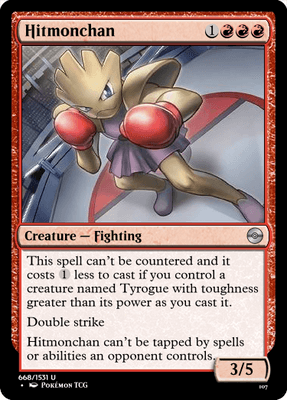 Hitmonchan 1
Creature — Fighting
This spell can't be countered and it
costs 1 less to cast if you control a
creature named Tyrogue with toughness
greater than its power as you cast it.
Double strike
Hitmonchan can't be tapped by spells
or abilities an opponent controls.
3/5
668/1531 U
• Pokémon TCG
107